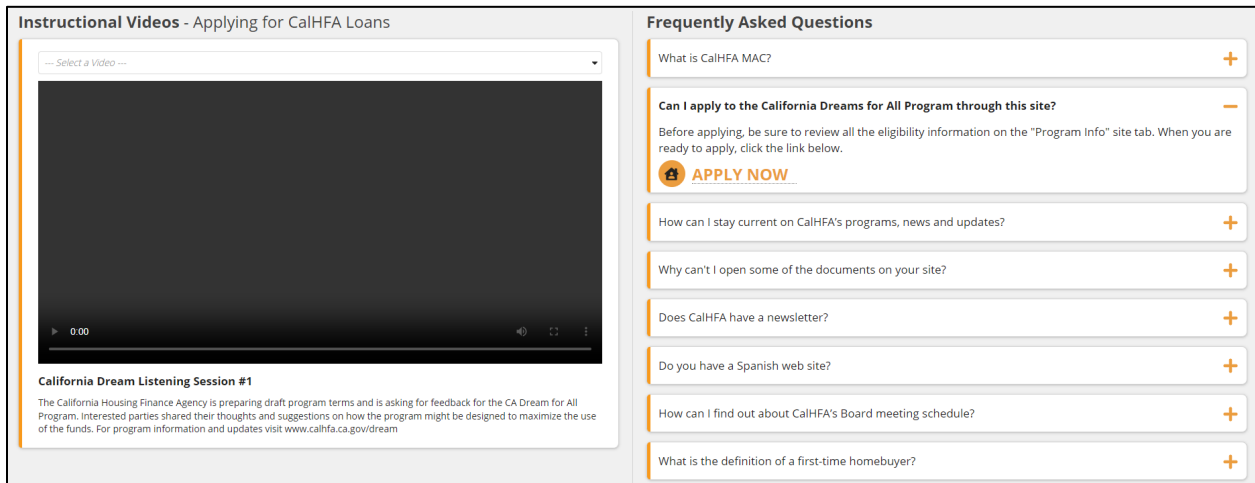 Instructional Videos - Applying for CalHFA Loans
--- Select a Video ---
0:00
California Dream Listening Session #1
The California Housing Finance Agency is preparing draft program terms and is asking for feedback for the CA Dream for All
Program. Interested parties shared their thoughts and suggestions on how the program might be designed to maximize the use
of the funds. For program information and updates visit www.calhfa.ca.gov/dream
Frequently Asked Questions
What is CalHFA MAC?
Can I apply to the California Dreams for All Program through this site?
Before applying, be sure to review all the eligibility information on the "Program Info" site tab. When you are
ready to apply, click the link below.
APPLY NOW
How can I stay current on CalHFA's programs, news and updates?
Why can't I open some of the documents on your site?
Does CalHFA have a newsletter?
Do you have a Spanish web site?
How can I find out about CalHFA's Board meeting schedule?
What is the definition of a first-time homebuyer?